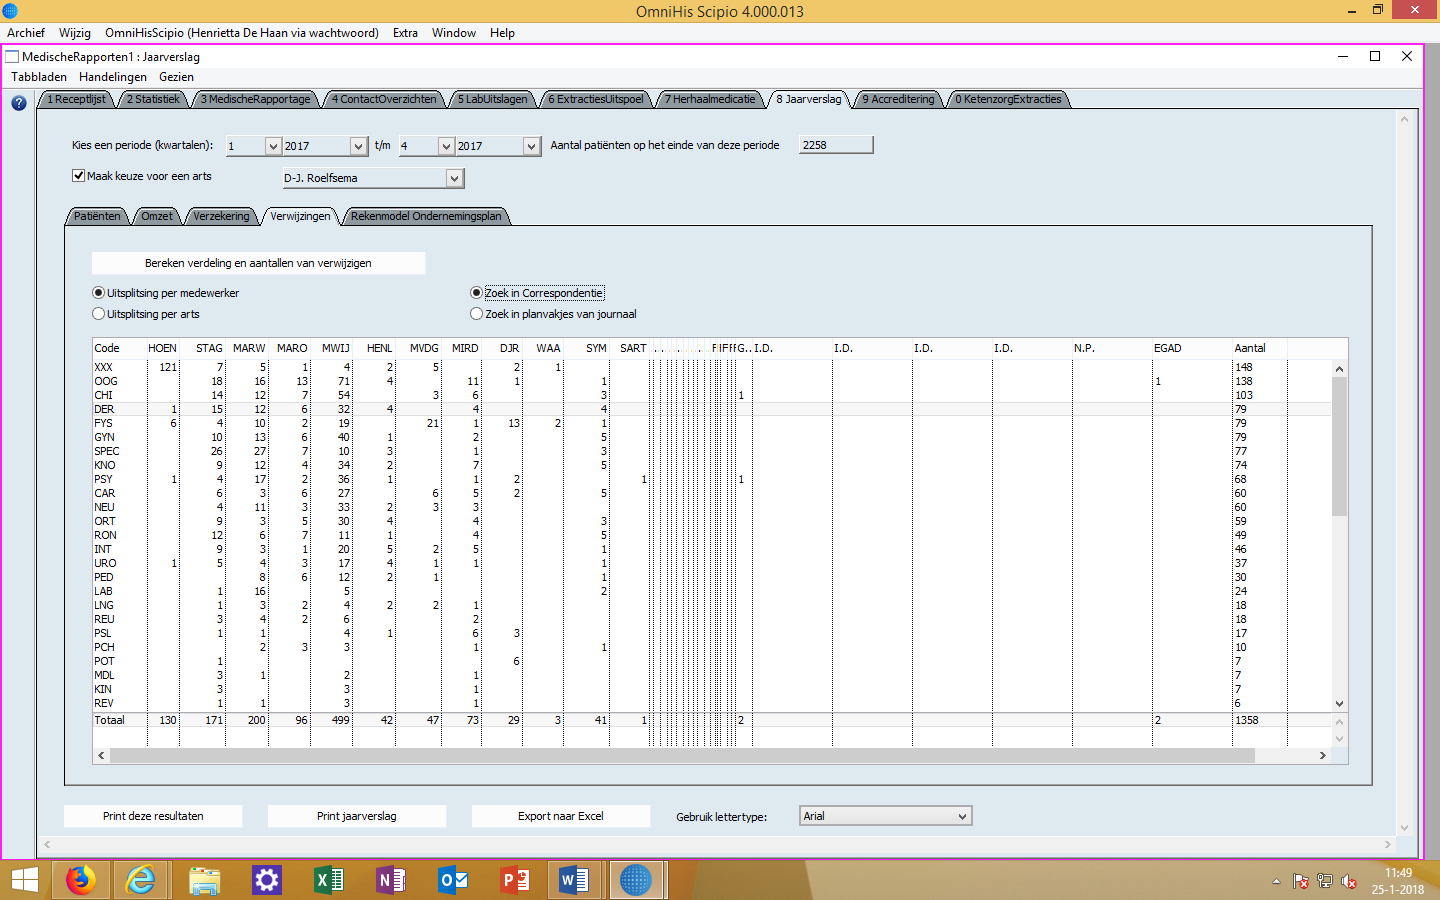 OmniHis Scipio 4.000.013
Archief Wijzig OmniHisScipio (Henrietta De Haan via wachtwoord) Extra Window Help
MedischeRapporten1 : Jaarverslag
Tabbladen Handelingen Gezien
1 Receptlijst 2 Statistiek 3 MedischeRapportage 4 ContactOverzichten 5 LabUitslagen 6 ExtractiesUitspoel 7 Herhaalmedicatie 8 Jaarverslag 9 Accreditering 0 KetenzorgExtracties
Kies een periode (kwartalen): 1 2017 t/m 4 2017 Aantal patiënten op het einde van deze periode 2258
Maak keuze voor een arts D-J. Roelfsema
Patiënten Omzet Verzekering Verwijzingen Rekenmodel Ondernemingsplan
Bereken verdeling en aantallen van verwijzigen
Uitsplitsing per medewerker Zoek in Correspondentie
Uitsplitsing per arts Zoek in planvakjes van journaal
Code HOEN STAG MARW MARO MWIJ HENL MVDG MIRD DJR WAA SYM SART G.. I.D. I.D. I.D. I.D. N.P. EGAD Aantal
XXX 121 7 5 1 4 2 5 2 1 148
OOG 18 16 13 71 4 11 1 1 1 138
CHI 14 12 7 54 3 6 3 1 103
DER 1 15 12 6 32 4 4 4 79
FYS 6 4 10 2 19 21 1 13 2 1 79
GYN 10 13 6 40 1 2 5 79
SPEC 26 27 7 10 3 1 3 77
KNO 9 12 4 34 2 7 5 74
PSY 1 4 17 2 36 1 1 2 1 1 68
CAR 6 3 6 27 6 5 2 5 60
NEU 4 11 3 33 2 3 3 60
ORT 9 3 5 30 4 4 3 59
RON 12 6 7 11 1 4 5 49
INT 9 3 1 20 5 2 5 1 46
URO 1 5 4 3 17 4 1 1 1 37
PED 8 6 12 2 1 1 30
LAB 1 16 5 2 24
LNG 1 3 2 4 2 2 1 18
REU 3 4 2 6 2 18
PSL 1 1 4 1 6 3 17
PCH 2 3 3 1 1 10
POT 1 6 7
MDL 3 1 2 1 7
KIN 3 3 1 7
REV 1 1 3 1 6
Totaal 130 171 200 96 499 42 47 73 29 3 41 1 2 2 1358
Print deze resultaten Print jaarverslag Export naar Excel Gebruik lettertype: Arial
11:49
25-1-2018